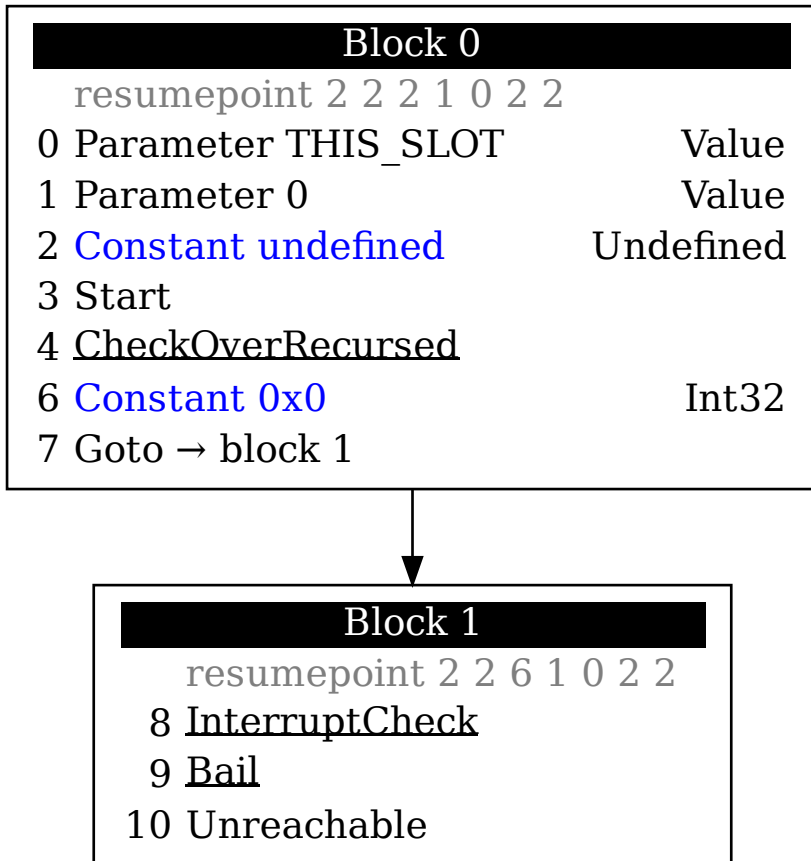 Block 0
resumepoint 2 2 2 1 0 2 2
0 Parameter THIS_SLOT Value
1 Parameter 0 Value
2 Constant undefined Undefined
3 Start
4 CheckOverRecursed
6 Constant 0x0 Int32
7 Goto → block 1
Block 1
resumepoint 2 2 6 1 0 2 2
8 InterruptCheck
9 Bail
10 Unreachable